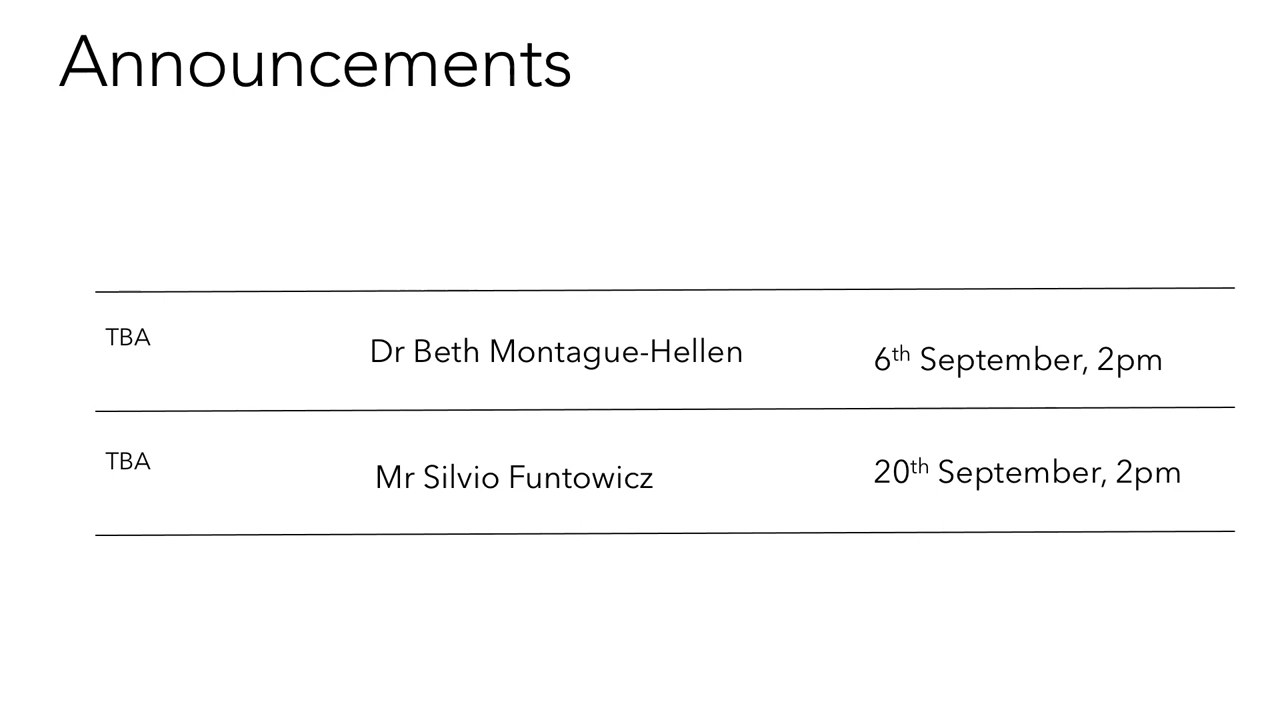 Announcements
TBA Dr Beth Montague-Hellen 6th September, 2pm
TBA Mr Silvio Funtowicz 20th September, 2pm